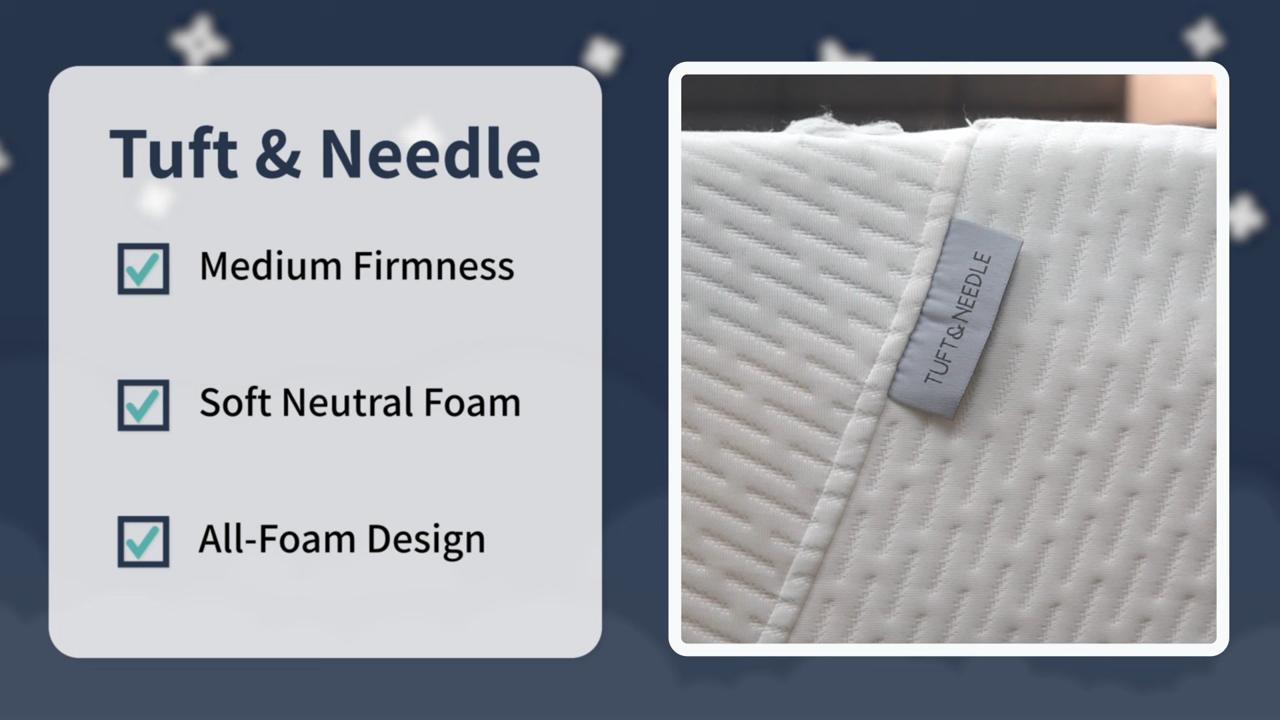 Tuft & Needle
Medium Firmness
Soft Neutral Foam
All-Foam Design
TUFT & NEEDLE